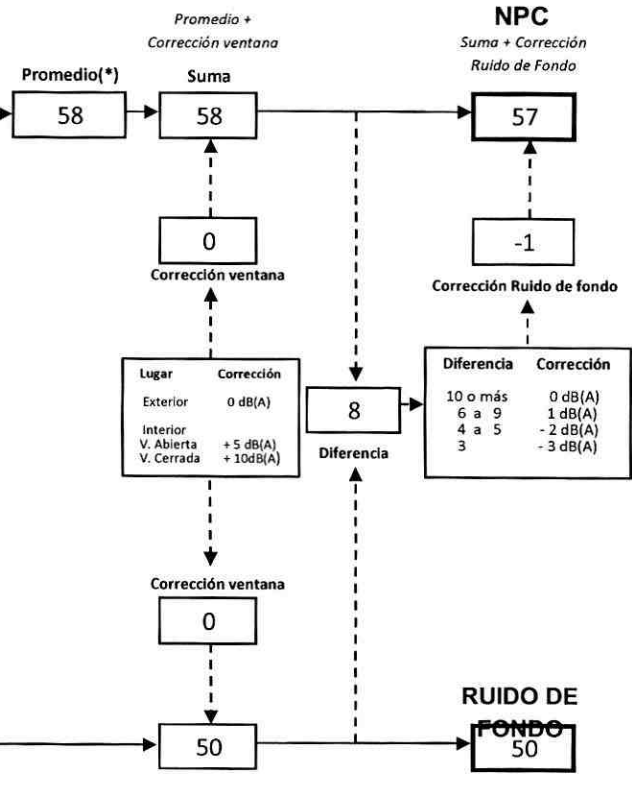 Promedio +
Corrección ventana
NPC
Suma + Corrección
Ruido de Fondo
Promedio(*)
Suma
58
58
57
0
-1
Corrección ventana
Corrección Ruido de fondo
Lugar Corrección
Exterior 0 dB(A)
Interior
V. Abierta + 5 dB(A)
V. Cerrada + 10dB(A)
8
Diferencia
Diferencia Corrección
10 o más 0 dB(A)
6 a 9 1 dB(A)
4 a 5 - 2 dB(A)
3 - 3 dB(A)
Corrección ventana
0
RUIDO DE
FONDO
50
50